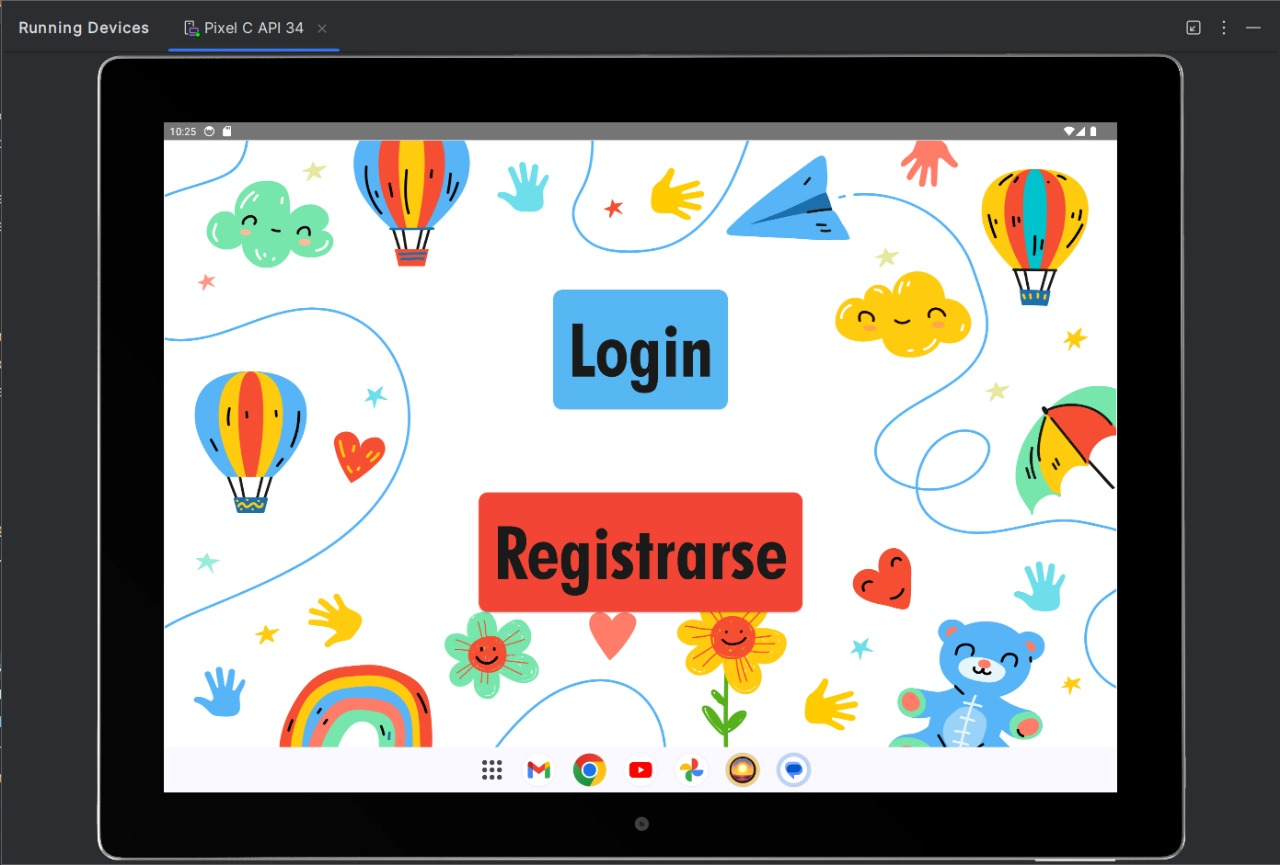 Running Devices
Pixel C API 34
10:25
Login
Registrarse